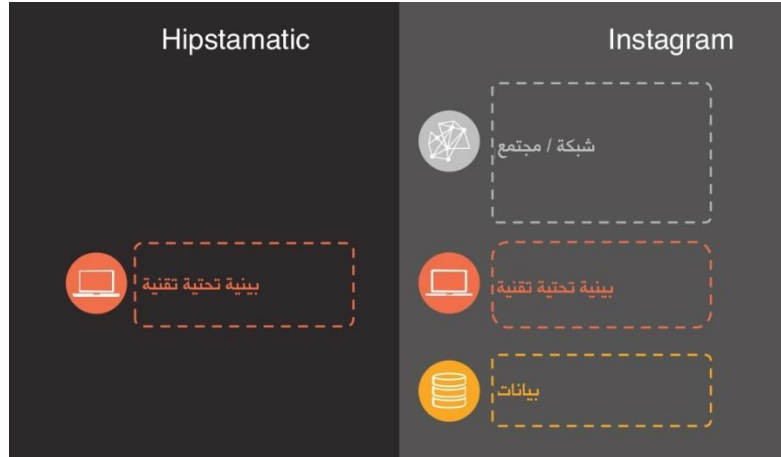 Hipstamatic
Instagram
شبكة / مجتمع
بينية تحتية تقنية
بينية تحتية تقنية
بيانات